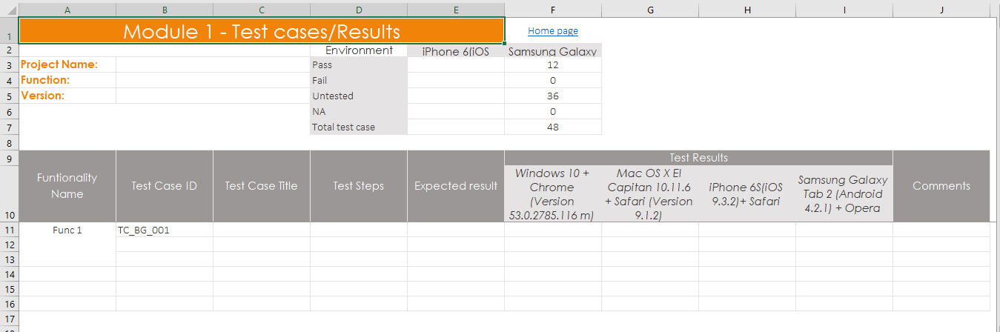 A B C D E F G H I J
1 Module 1 - Test cases/Results Home page
2 Environment iPhone 6(iOS Samsung Galaxy
3 Project Name: Pass 12
4 Function: Fail 0
5 Version: Untested 36
6 NA 0
7 Total test case 48
8
9 Test Results
Funtionality
Name
Test Case ID
Test Case Title
Test Steps
Expected result
Windows 10 +
Chrome
(Version
53.0.2785.116 m)
Mac OS X EI
Capitan 10.11.6
+ Safari (Version
9.1.2)
iPhone 6S(iOS
9.3.2)+ Safari
Samsung Galaxy
Tab 2 (Android
4.2.1) + Opera
Comments
10
11 Func 1 TC_BG_001
12
13
14
15
16
17